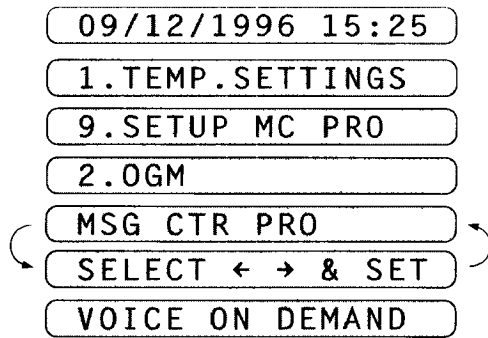 09/12/1996 15:25
1.TEMP.SETTINGS
9.SETUP MC PRO
2.OGM
MSG CTR PRO
SELECT ← → & SET
VOICE ON DEMAND